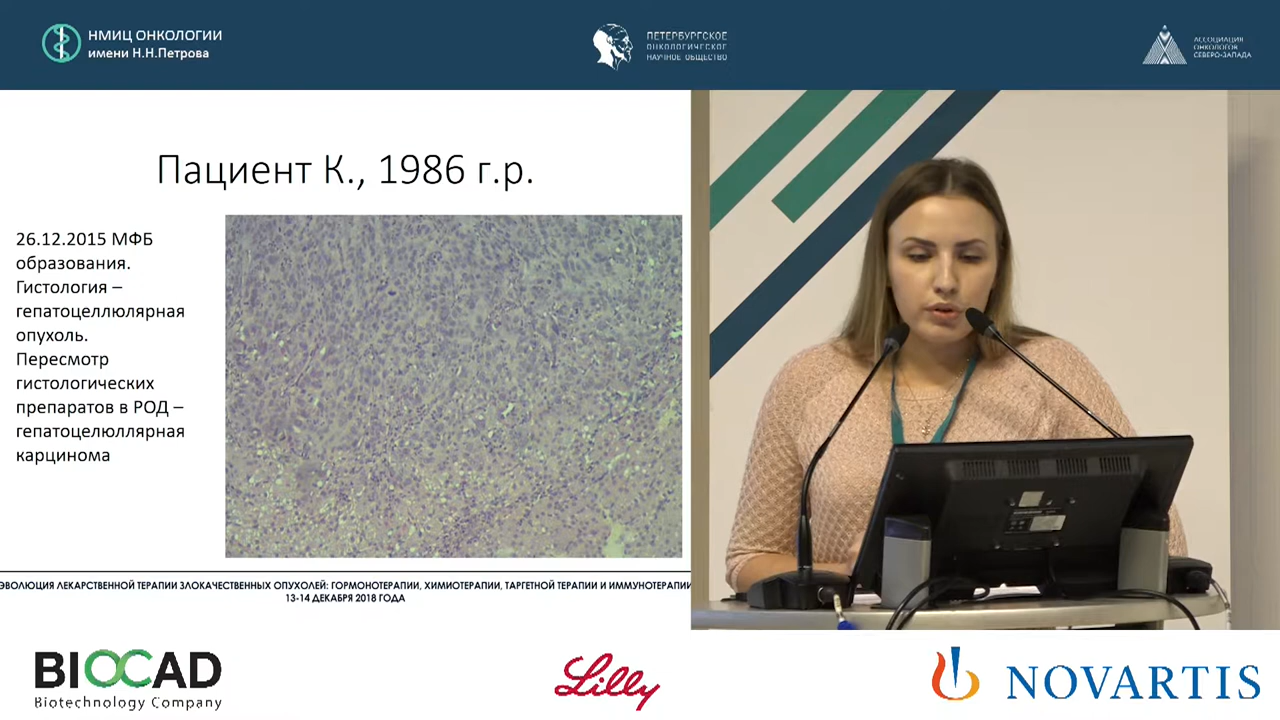 НМИЦ ОНКОЛОГИИ
имени Н.Н.Петрова
ПЕТЕРБУРГСКОЕ
ОНКОЛОГИЧЕСКОЕ
НАУЧНОЕ ОБЩЕСТВО
АССОЦИАЦИЯ
ОНКОЛОГОВ
СЕВЕРО-ЗАПАДА
Пациент К., 1986 г.р.
26.12.2015 МФБ
образования.
Гистология –
гепатоцеллюлярная
опухоль.
Пересмотр
гистологических
препаратов в РОД –
гепатоцелюллярная
карцинома
ЭВОЛЮЦИЯ ЛЕКАРСТВЕННОЙ ТЕРАПИИ ЗЛОКАЧЕСТВЕННЫХ ОПУХОЛЕЙ: ГОРМОНОТЕРАПИИ, ХИМИОТЕРАПИИ, ТАРГЕТНОЙ ТЕРАПИИ И ИММУНОТЕРАПИИ
13-14 ДЕКАБРЯ 2018 ГОДА
BIOCAD
Biotechnology Company
Lilly
NOVARTIS